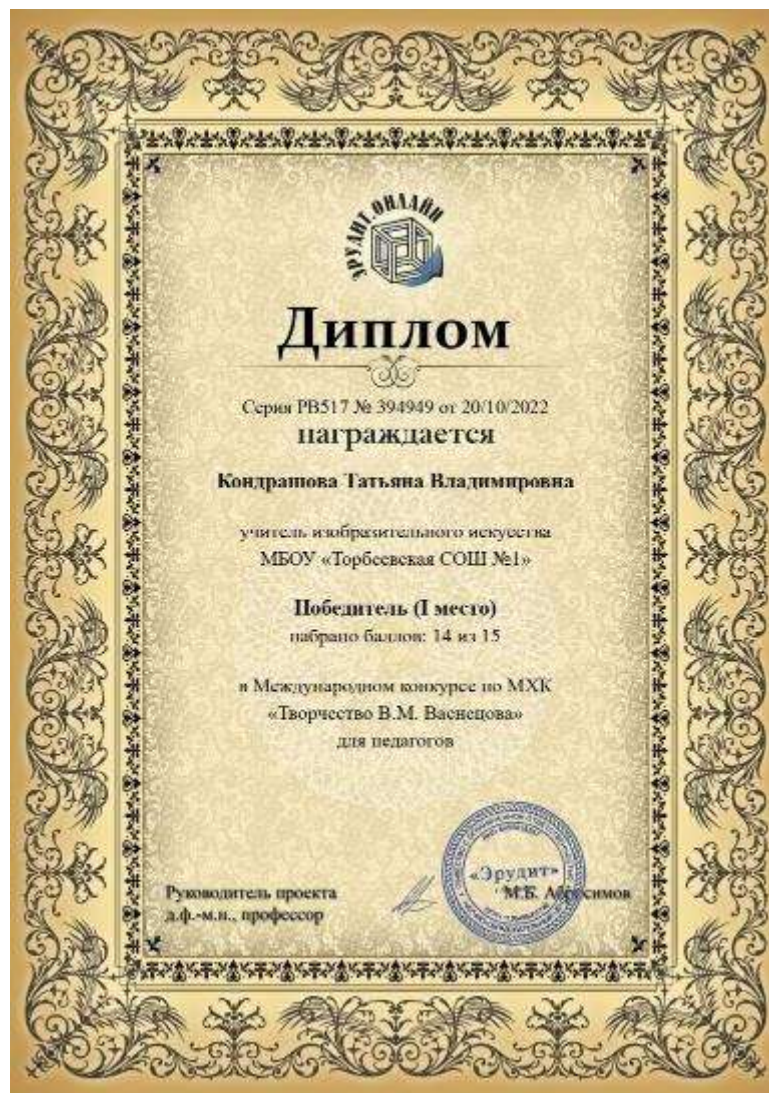 ЭРУДИТ.ОНЛАЙН
Диплом
Серия РВ517 № 394949 от 20/10/2022
награждается
Кондрашова Татьяна Владимировна
учитель изобразительного искусства
МБОУ «Торбеевская СОШ №1»
Победитель (I место)
набрано баллов: 14 из 15
в Международном конкурсе по МХК
«Творчество В.М. Васнецова»
для педагогов
«Эрудит»
Руководитель проекта
М.Б. Абросимов
д.ф.-м.н., профессор